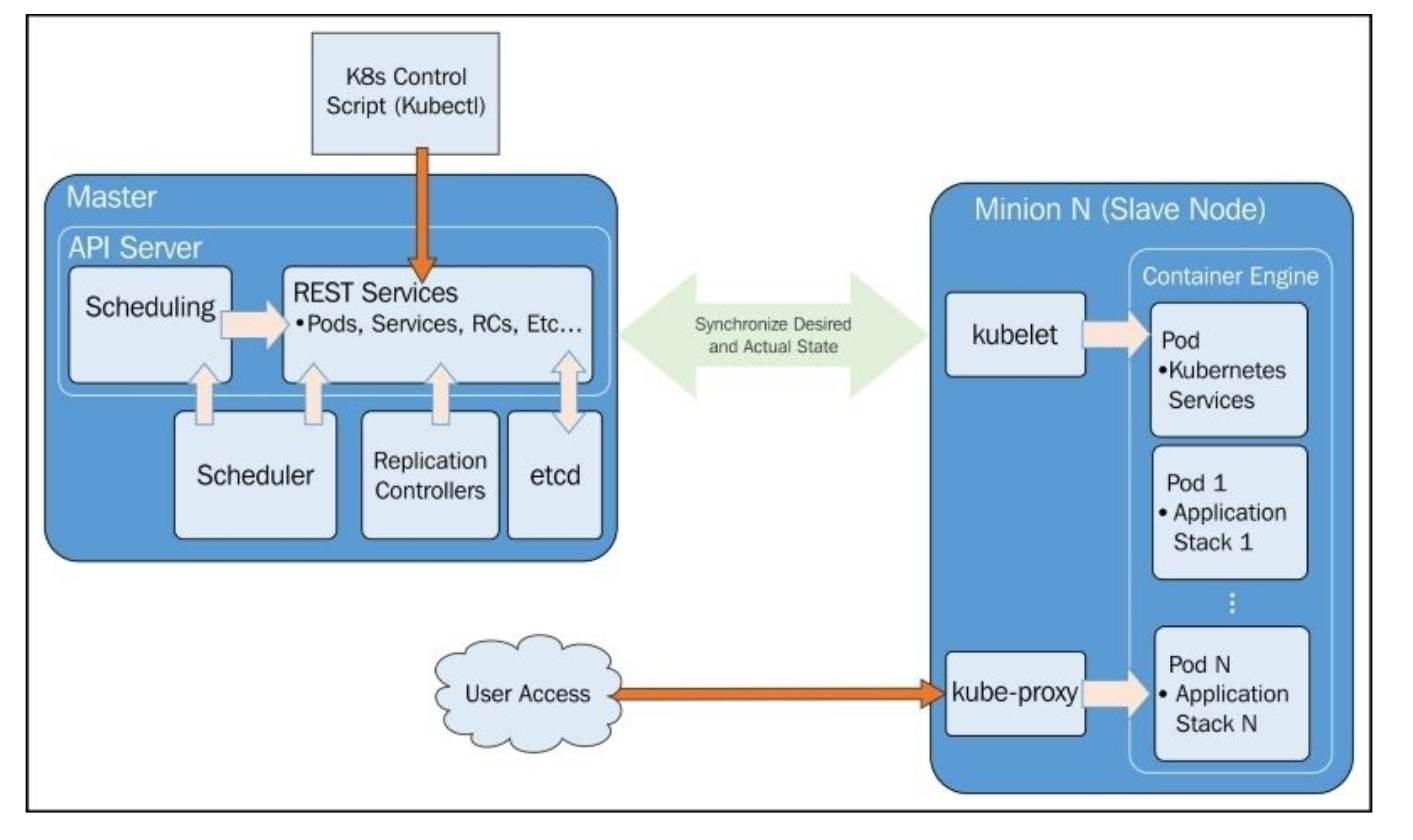 K8s Control
Script (Kubectl)
Master
API Server
Scheduling
REST Services
•Pods, Services, RCs, Etc...
Scheduler
Replication
Controllers
etcd
Synchronize Desired
and Actual State
Minion N (Slave Node)
Container Engine
kubelet
Pod
•Kubernetes
Services
Pod 1
• Application
Stack 1
⋮
User Access
kube-proxy
Pod N
• Application
Stack N